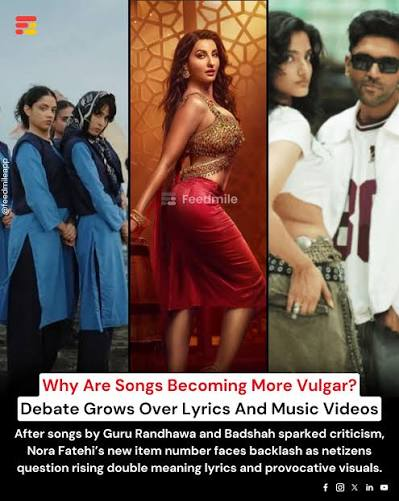 @feedmileapp
Feedmile
Why Are Songs Becoming More Vulgar?
Debate Grows Over Lyrics And Music Videos
After songs by Guru Randhawa and Badshah sparked criticism,
Nora Fatehi's new item number faces backlash as netizens
question rising double meaning lyrics and provocative visuals.